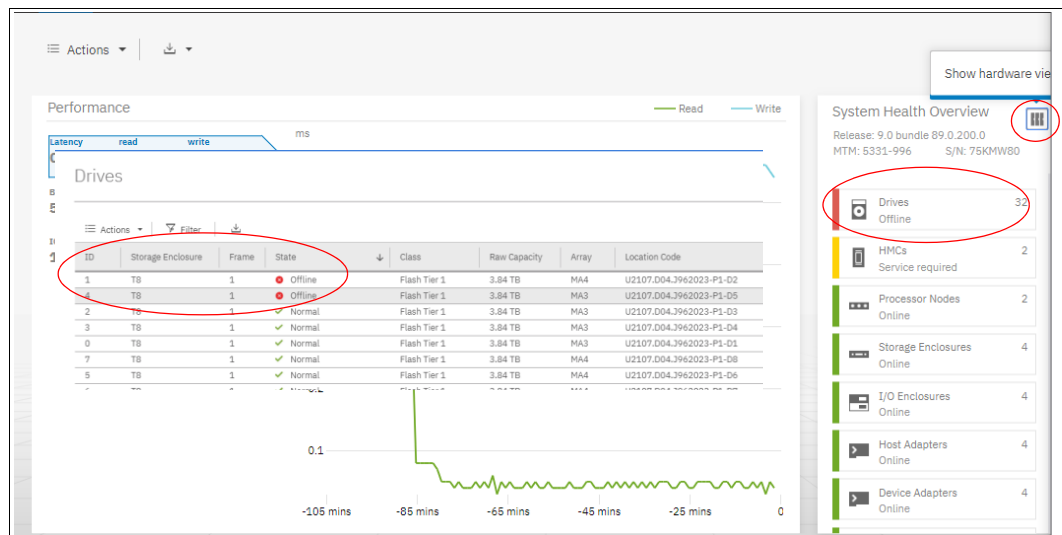 Actions
Show hardware vie
Performance
Read
Write
ms
Latency read write
Drives
Actions Filter
ID Storage Enclosure Frame State Class Raw Capacity Array Location Code
1 T8 1 Offline Flash Tier 1 3.84 TB MA4 U2107.D04.J962023-P1-D2
4 T8 1 Offline Flash Tier 1 3.84 TB MA3 U2107.D04.J962023-P1-D5
2 T8 1 Normal Flash Tier 1 3.84 TB MA3 U2107.D04.J962023-P1-D3
3 T8 1 Normal Flash Tier 1 3.84 TB MA3 U2107.D04.J962023-P1-D4
0 T8 1 Normal Flash Tier 1 3.84 TB MA3 U2107.D04.J962023-P1-D1
7 T8 1 Normal Flash Tier 1 3.84 TB MA4 U2107.D04.J962023-P1-D8
5 T8 1 Normal Flash Tier 1 3.84 TB MA4 U2107.D04.J962023-P1-D6
0.1
-105 mins -85 mins -65 mins -45 mins -25 mins 0
System Health Overview
Release: 9.0 bundle 89.0.200.0
MTM: 5331-996 S/N: 75KMW80
Drives 32
Offline
HMCs 2
Service required
Processor Nodes 2
Online
Storage Enclosures 4
Online
I/O Enclosures 4
Online
Host Adapters 4
Online
Device Adapters 4
Online